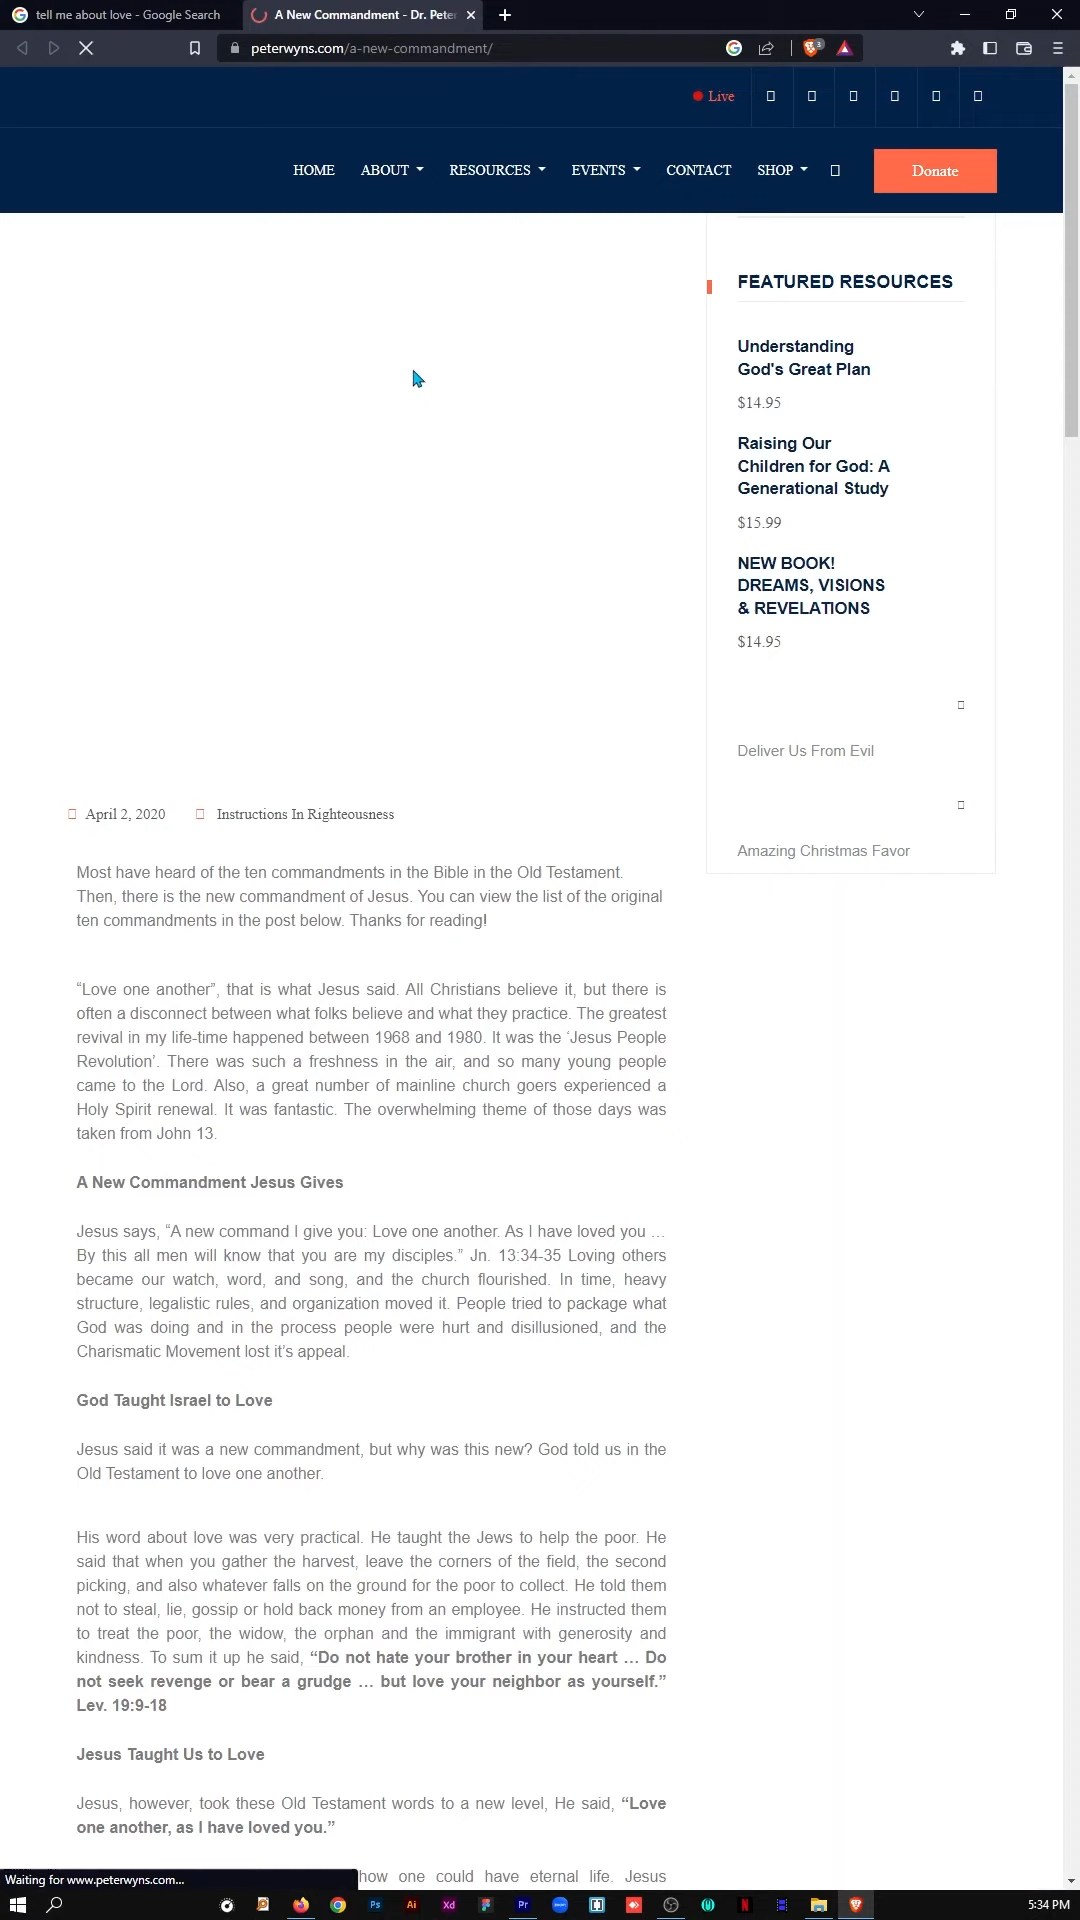 tell me about love - Google Search
A New Commandment - Dr. Peter
peterwyns.com/a-new-commandment/
3
Live
HOME ABOUT RESOURCES EVENTS CONTACT SHOP Donate
FEATURED RESOURCES
Understanding
God's Great Plan
$14.95
Raising Our
Children for God: A
Generational Study
$15.99
NEW BOOK!
DREAMS, VISIONS
& REVELATIONS
$14.95
Deliver Us From Evil
Amazing Christmas Favor
April 2, 2020 Instructions In Righteousness
Most have heard of the ten commandments in the Bible in the Old Testament.
Then, there is the new commandment of Jesus. You can view the list of the original
ten commandments in the post below. Thanks for reading!
“Love one another”, that is what Jesus said. All Christians believe it, but there is
often a disconnect between what folks believe and what they practice. The greatest
revival in my life-time happened between 1968 and 1980. It was the ‘Jesus People
Revolution’. There was such a freshness in the air, and so many young people
came to the Lord. Also, a great number of mainline church goers experienced a
Holy Spirit renewal. It was fantastic. The overwhelming theme of those days was
taken from John 13.
A New Commandment Jesus Gives
Jesus says, “A new command I give you: Love one another. As I have loved you …
By this all men will know that you are my disciples.” Jn. 13:34-35 Loving others
became our watch, word, and song, and the church flourished. In time, heavy
structure, legalistic rules, and organization moved it. People tried to package what
God was doing and in the process people were hurt and disillusioned, and the
Charismatic Movement lost it’s appeal.
God Taught Israel to Love
Jesus said it was a new commandment, but why was this new? God told us in the
Old Testament to love one another.
His word about love was very practical. He taught the Jews to help the poor. He
said that when you gather the harvest, leave the corners of the field, the second
picking, and also whatever falls on the ground for the poor to collect. He told them
not to steal, lie, gossip or hold back money from an employee. He instructed them
to treat the poor, the widow, the orphan and the immigrant with generosity and
kindness. To sum it up he said, “Do not hate your brother in your heart … Do
not seek revenge or bear a grudge … but love your neighbor as yourself.”
Lev. 19:9-18
Jesus Taught Us to Love
Jesus, however, took these Old Testament words to a new level, He said, “Love
one another, as I have loved you.”
how one could have eternal life. Jesus
Waiting for www.peterwyns.com...
Ps Ai Xd Pr N
5:34 PM